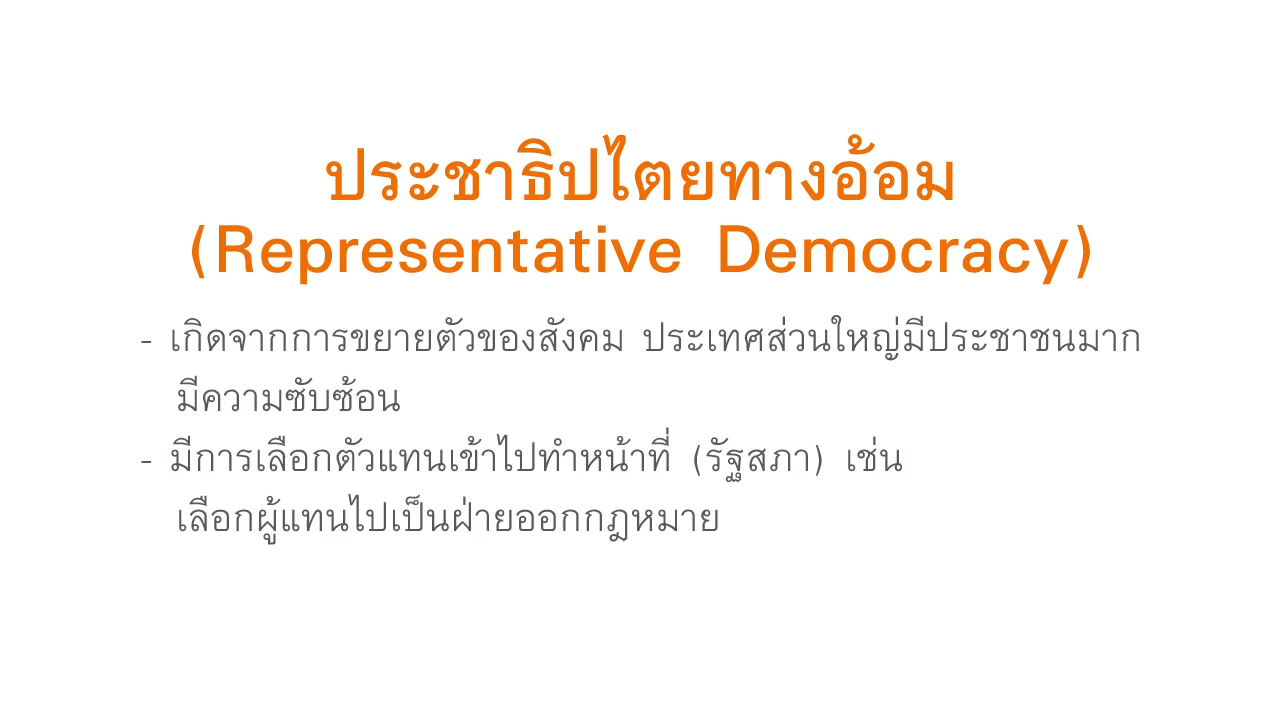 ประชาธิปไตยทางอ้อม
(Representative Democracy)
- เกิดจากการขยายตัวของสังคม ประเทศส่วนใหญ่มีประชาชนมาก
มีความซับซ้อน
- มีการเลือกตัวแทนเข้าไปทำหน้าที่ (รัฐสภา) เช่น
เลือกผู้แทนไปเป็นฝ่ายออกกฎหมาย